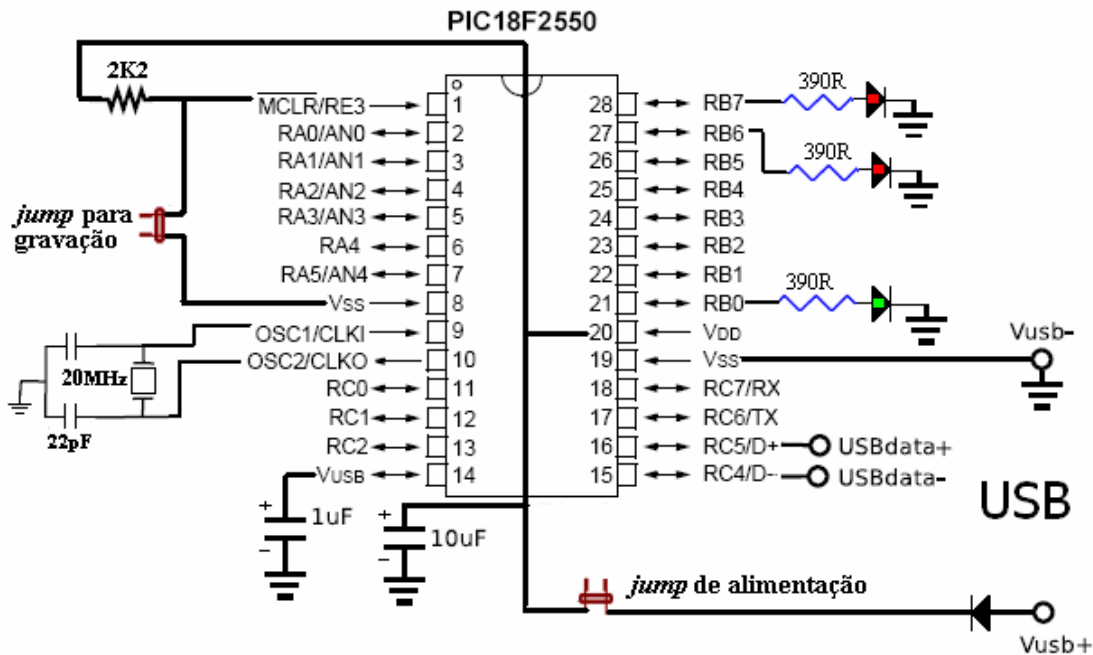 PIC18F2550
2K2
MCLR/RE3
RA0/AN0
RA1/AN1
RA2/AN2
RA3/AN3
RA4
RA5/AN4
VSS
OSC1/CLKI
OSC2/CLKO
RC0
RC1
RC2
VUSB
1
2
3
4
5
6
7
8
9
10
11
12
13
14
28
27
26
25
24
23
22
21
20
19
18
17
16
15
RB7
RB6
RB5
RB4
RB3
RB2
RB1
RB0
VDD
VSS
RC7/RX
RC6/TX
RC5/D+
RC4/D-
390R
390R
390R
jump para
gravação
20MHz
22pF
Vusb-
USBdata+
USBdata-
USB
+
1uF
-
+
10uF
-
jump de alimentação
Vusb+